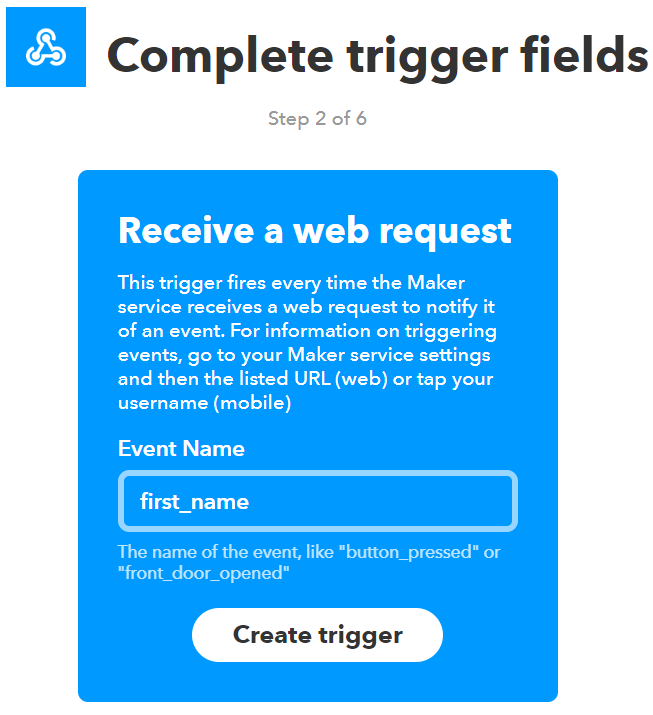 Complete trigger fields
Step 2 of 6
Receive a web request
This trigger fires every time the Maker
service receives a web request to notify it
of an event. For information on triggering
events, go to your Maker service settings
and then the listed URL (web) or tap your
username (mobile)
Event Name
first_name
The name of the event, like "button_pressed" or
"front_door_opened"
Create trigger